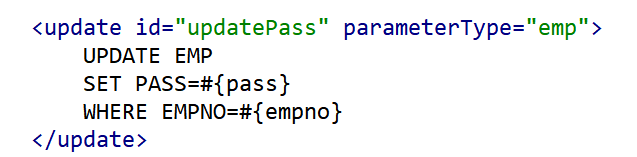 <update id="updatePass" parameterType="emp">
UPDATE EMP
SET PASS=#{pass}
WHERE EMPNO=#{empno}
</update>